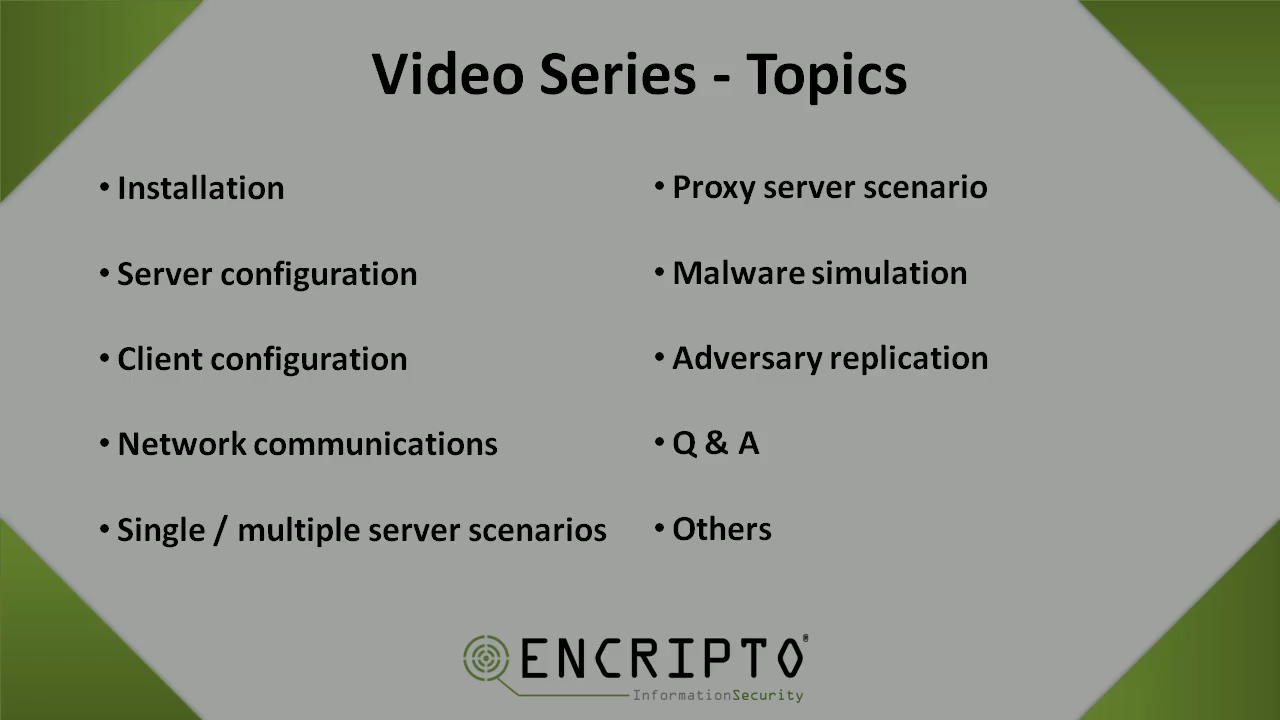 Video Series - Topics
• Installation
• Server configuration
• Client configuration
• Network communications
• Single / multiple server scenarios
• Proxy server scenario
• Malware simulation
• Adversary replication
• Q & A
• Others
ENCRIPTO®
InformationSecurity